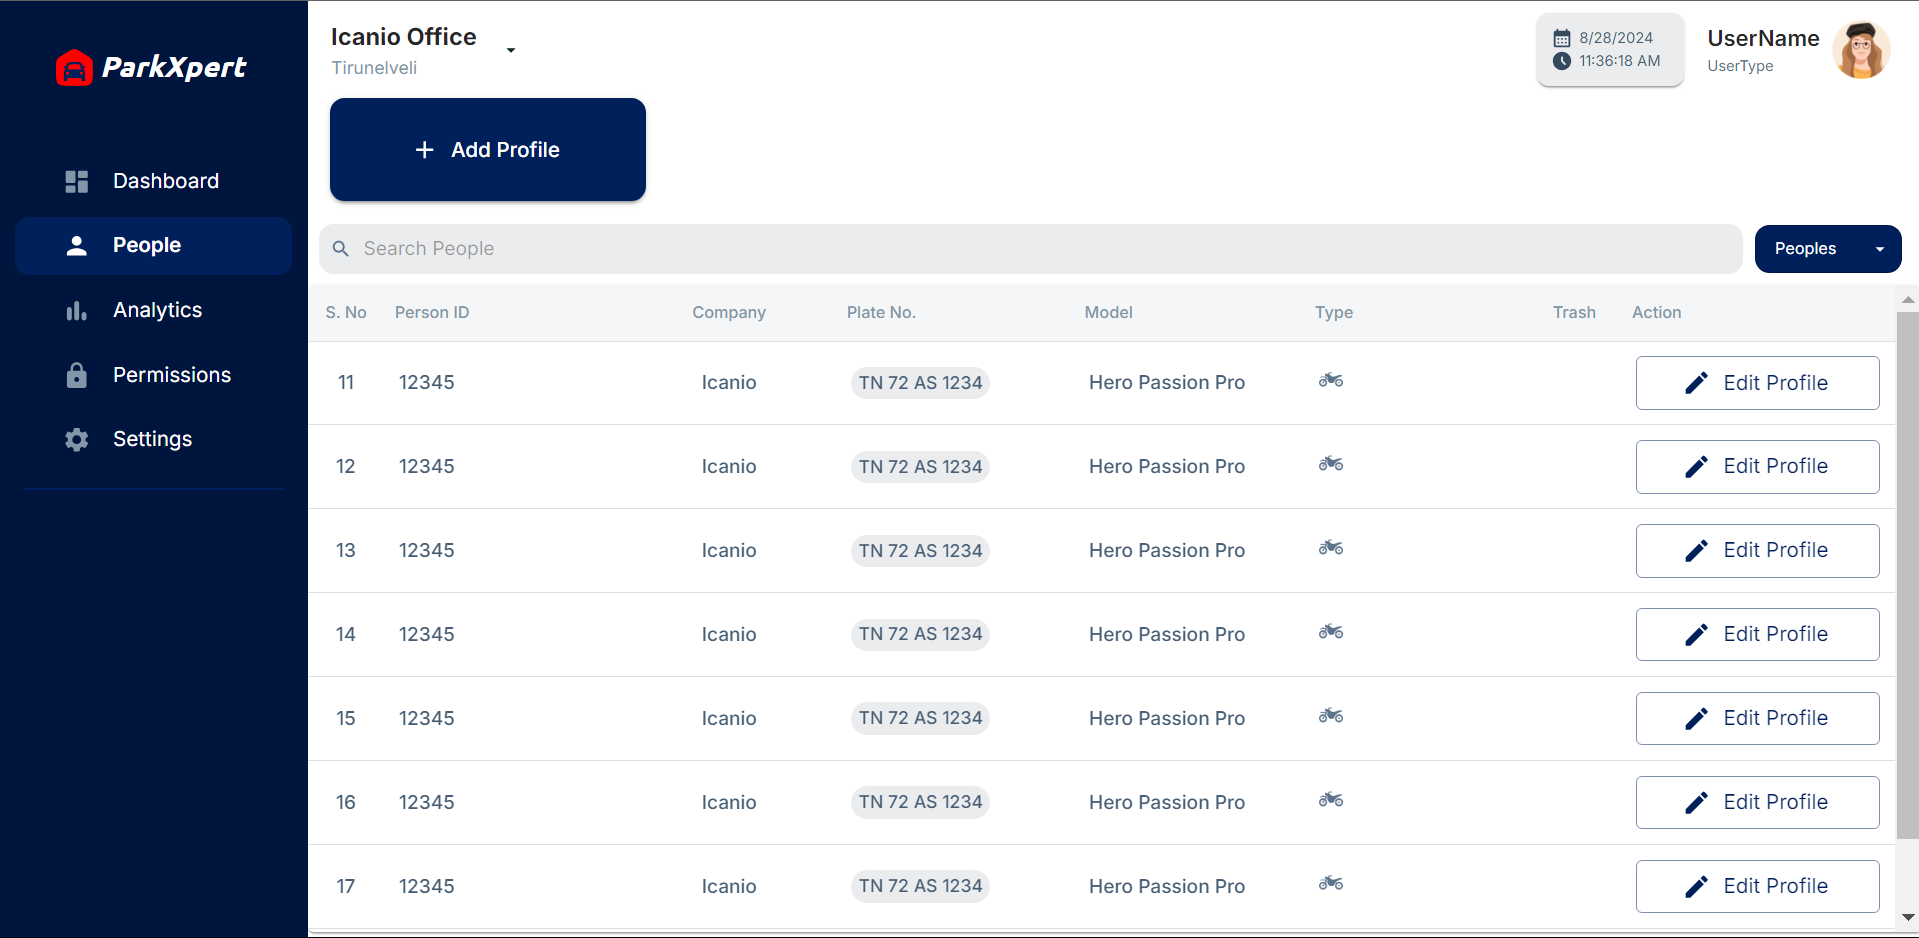 ParkXpert
Dashboard
People
Analytics
Permissions
Settings
Icanio Office
Tirunelveli
8/28/2024
11:36:18 AM
UserName
UserType
+ Add Profile
Search People
Peoples
S. No Person ID Company Plate No. Model Type Trash Action
11 12345 Icanio TN 72 AS 1234 Hero Passion Pro Edit Profile
12 12345 Icanio TN 72 AS 1234 Hero Passion Pro Edit Profile
13 12345 Icanio TN 72 AS 1234 Hero Passion Pro Edit Profile
14 12345 Icanio TN 72 AS 1234 Hero Passion Pro Edit Profile
15 12345 Icanio TN 72 AS 1234 Hero Passion Pro Edit Profile
16 12345 Icanio TN 72 AS 1234 Hero Passion Pro Edit Profile
17 12345 Icanio TN 72 AS 1234 Hero Passion Pro Edit Profile